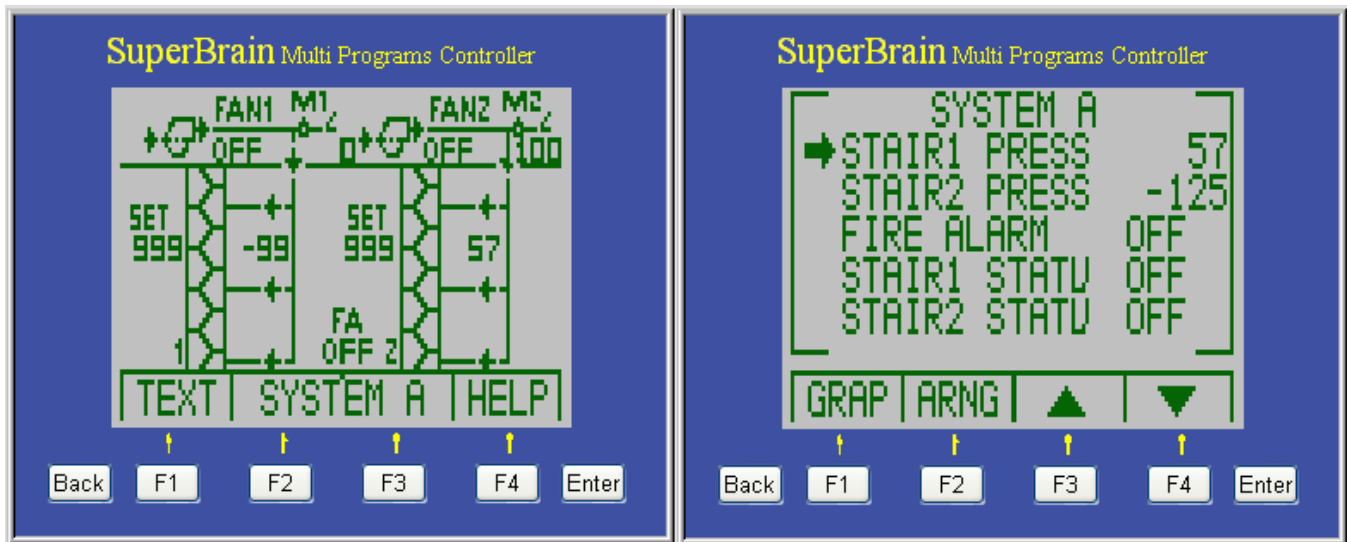 SuperBrain Multi Programs Controller
FAN1 M1 FAN2 M2
OFF 0 OFF 100
SET SET
999 -99 999 57
FA
1 OFF 2
TEXT SYSTEM A HELP
Back F1 F2 F3 F4 Enter
SuperBrain Multi Programs Controller
SYSTEM A
STAIR1 PRESS 57
STAIR2 PRESS -125
FIRE ALARM OFF
STAIR1 STATU OFF
STAIR2 STATU OFF
GRAP ARNG
Back F1 F2 F3 F4 Enter